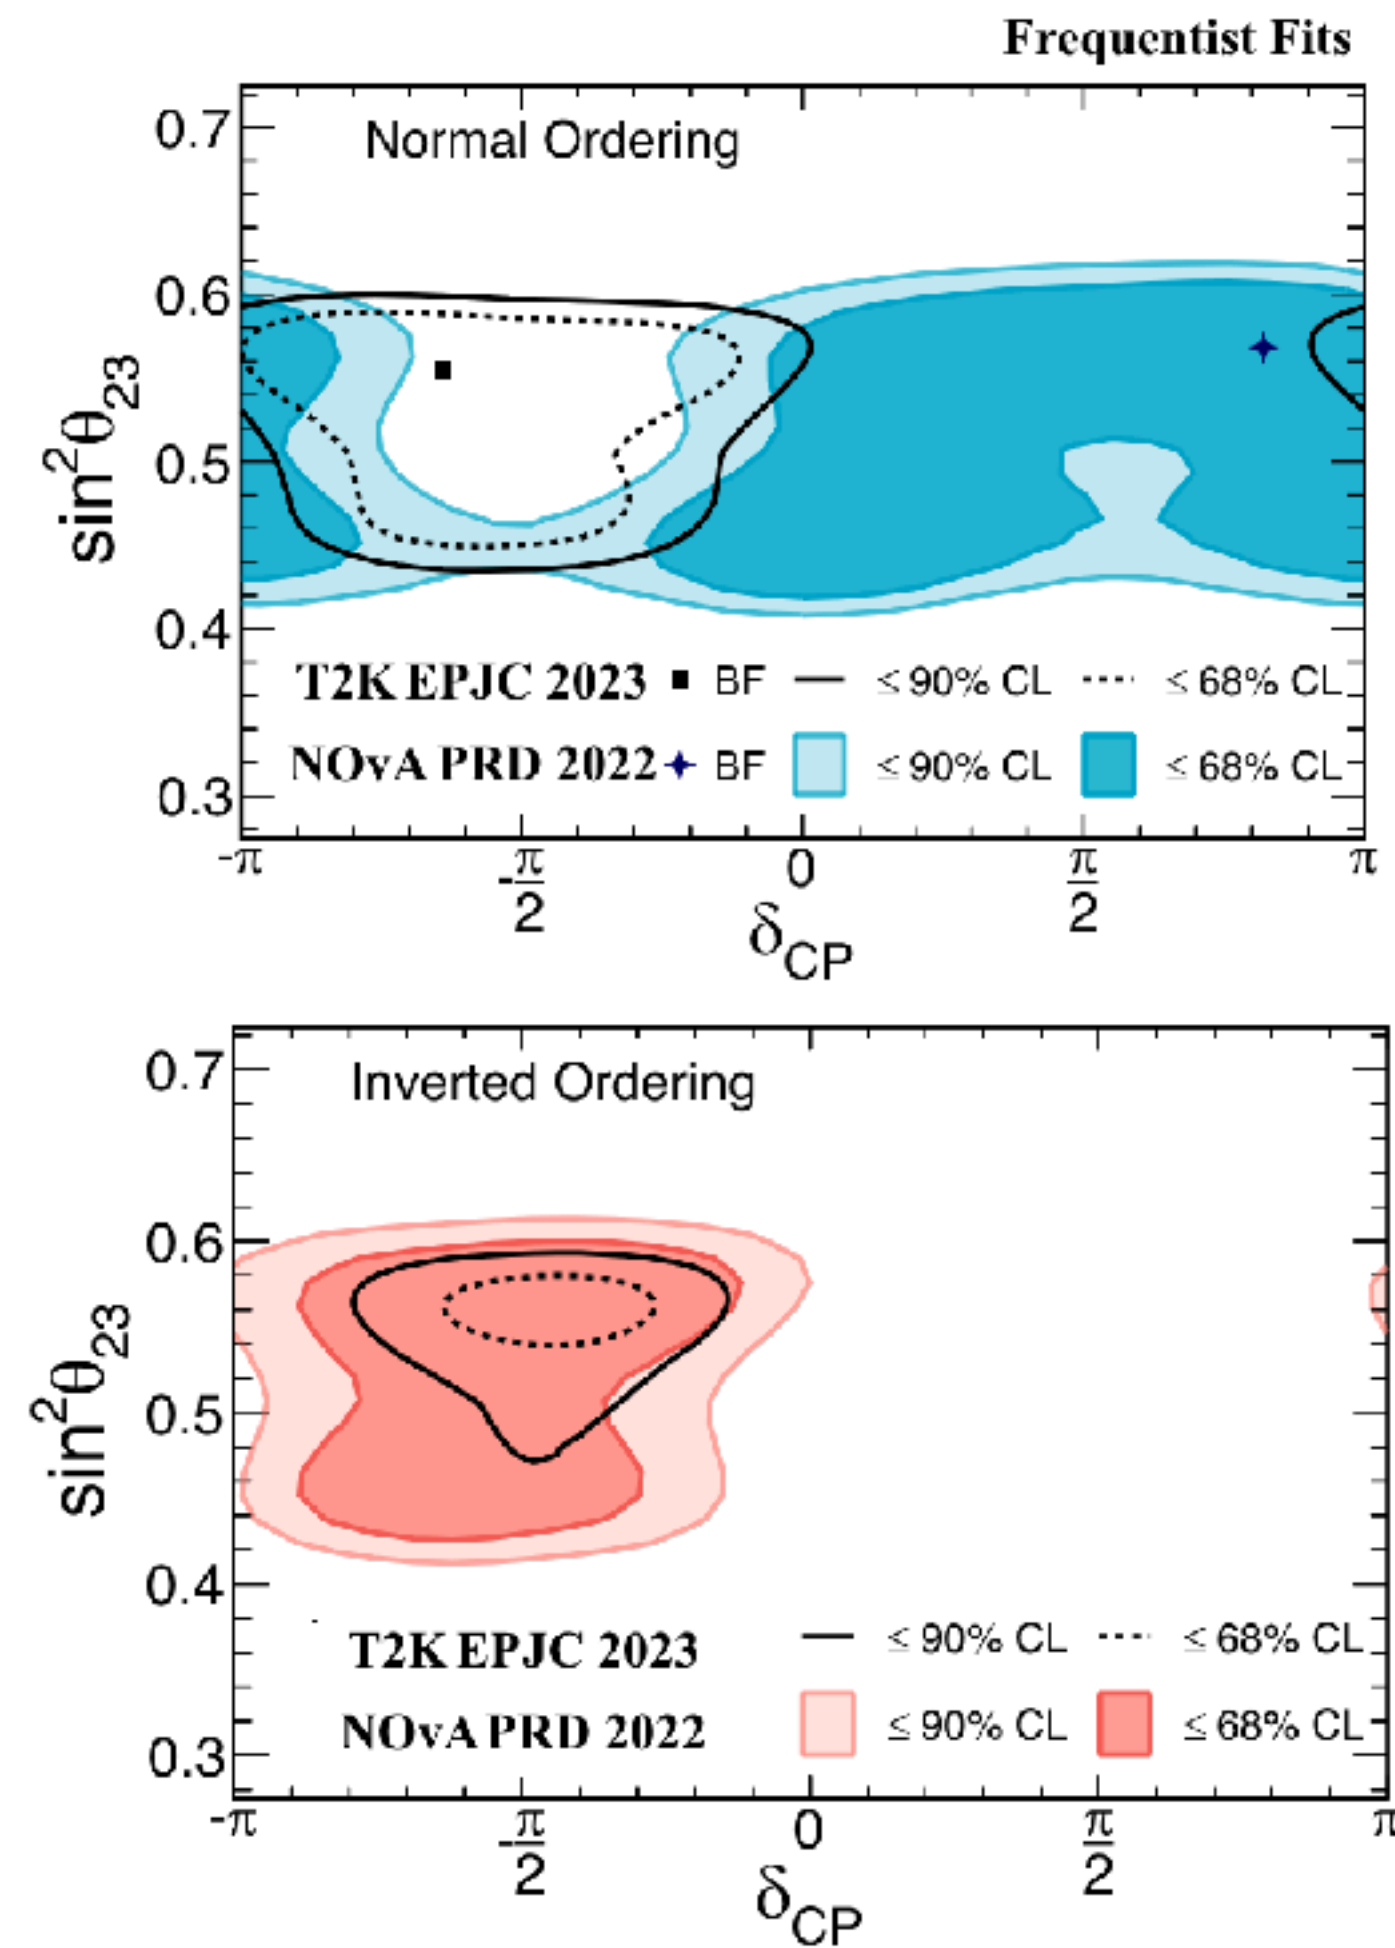 Frequentist Fits
Normal Ordering
0.7
0.6
0.5
0.4
0.3
sin²θ₂₃
T2K EPJC 2023 BF ≤ 90% CL ≤ 68% CL
NOvA PRD 2022 BF ≤ 90% CL ≤ 68% CL
-π -π/2 0 π/2 π
δCP
Inverted Ordering
0.7
0.6
0.5
0.4
0.3
sin²θ₂₃
T2K EPJC 2023 ≤ 90% CL ≤ 68% CL
NOvA PRD 2022 ≤ 90% CL ≤ 68% CL
-π -π/2 0 π/2 π
δCP